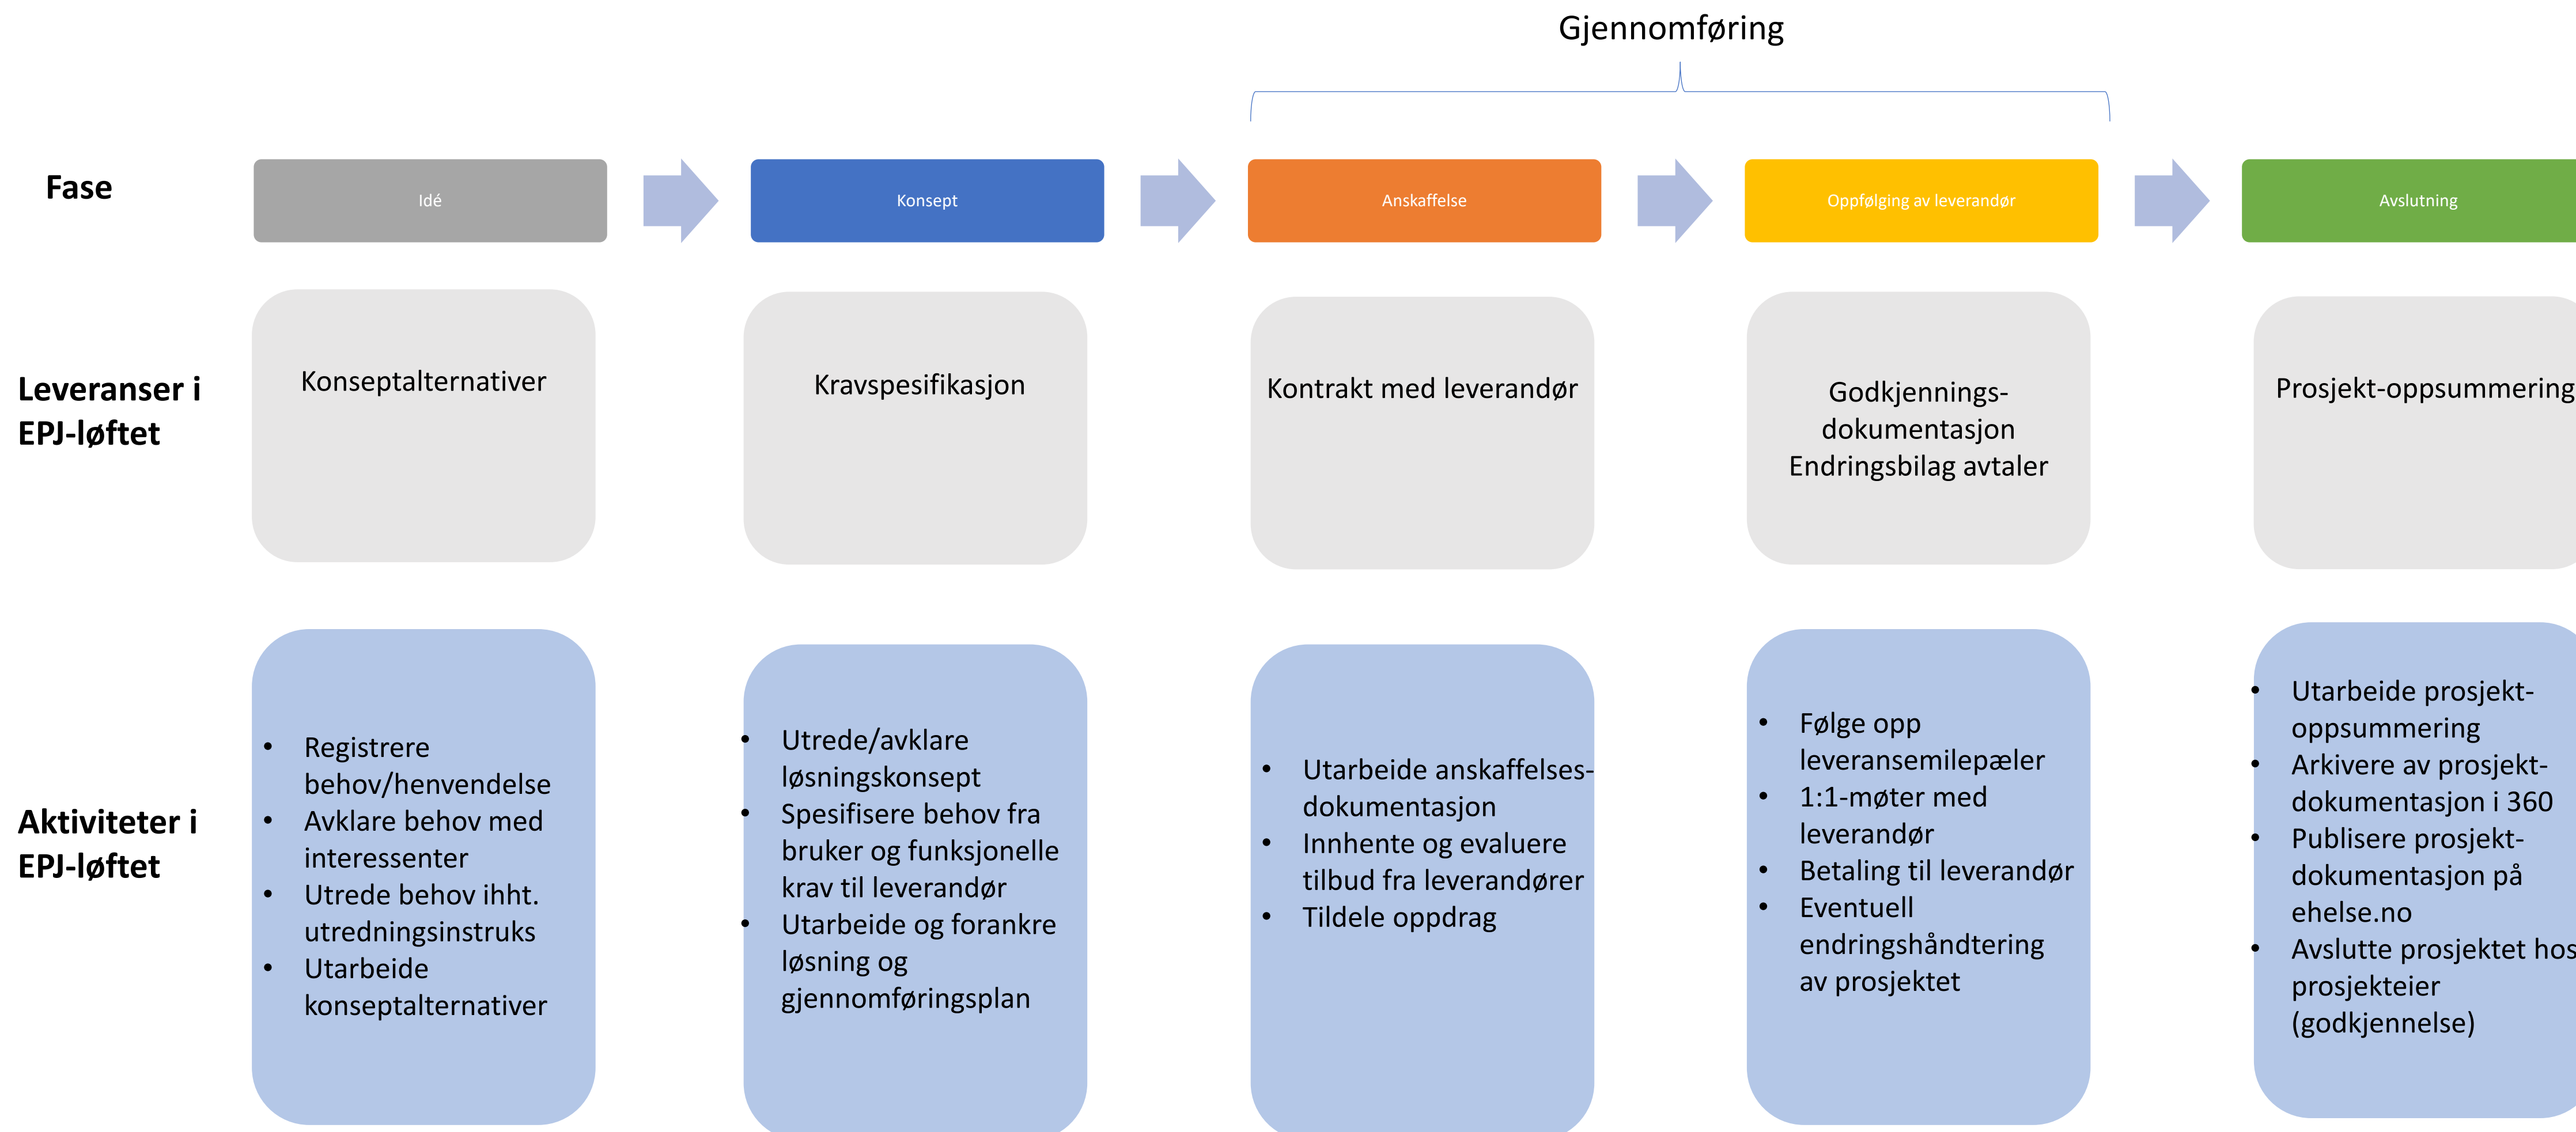 Gjennomføring
Fase
Idé
Konsept
Anskaffelse
Oppfølging av leverandør
Avslutning
Leveranser i
EPJ-løftet
Konseptalternativer
Kravspesifikasjon
Kontrakt med leverandør
Godkjennings-
dokumentasjon
Endringsbilag avtaler
Prosjekt-oppsummering
Aktiviteter i
EPJ-løftet
• Registrere
behov/henvendelse
• Avklare behov med
interessenter
• Utrede behov ihht.
utredningsinstruks
• Utarbeide
konseptalternativer
• Utrede/avklare
løsningskonsept
• Spesifisere behov fra
bruker og funksjonelle
krav til leverandør
• Utarbeide og forankre
løsning og
gjennomføringsplan
• Utarbeide anskaffelses-
dokumentasjon
• Innhente og evaluere
tilbud fra leverandører
• Tildele oppdrag
• Følge opp
leveransemilepæler
• 1:1-møter med
leverandør
• Betaling til leverandør
• Eventuell
endringshåndtering
av prosjektet
• Utarbeide prosjekt-
oppsummering
• Arkivere av prosjekt-
dokumentasjon i 360
• Publisere prosjekt-
dokumentasjon på
ehelse.no
• Avslutte prosjektet hos
prosjekteier
(godkjennelse)